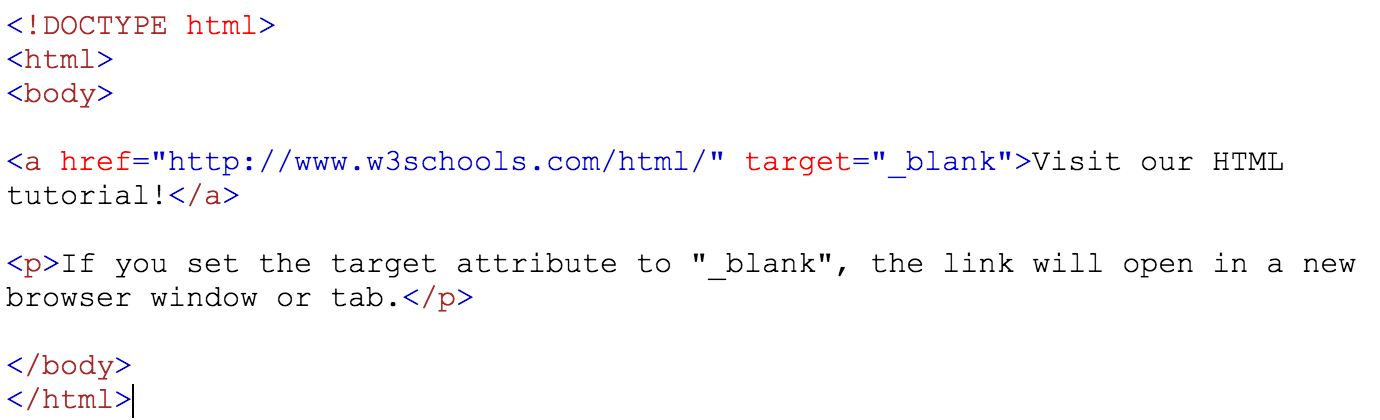 <!DOCTYPE html>
<html>
<body>
<a href="http://www.w3schools.com/html/" target="_blank">Visit our HTML
tutorial!</a>
<p>If you set the target attribute to "_blank", the link will open in a new
browser window or tab.</p>
</body>
</html>